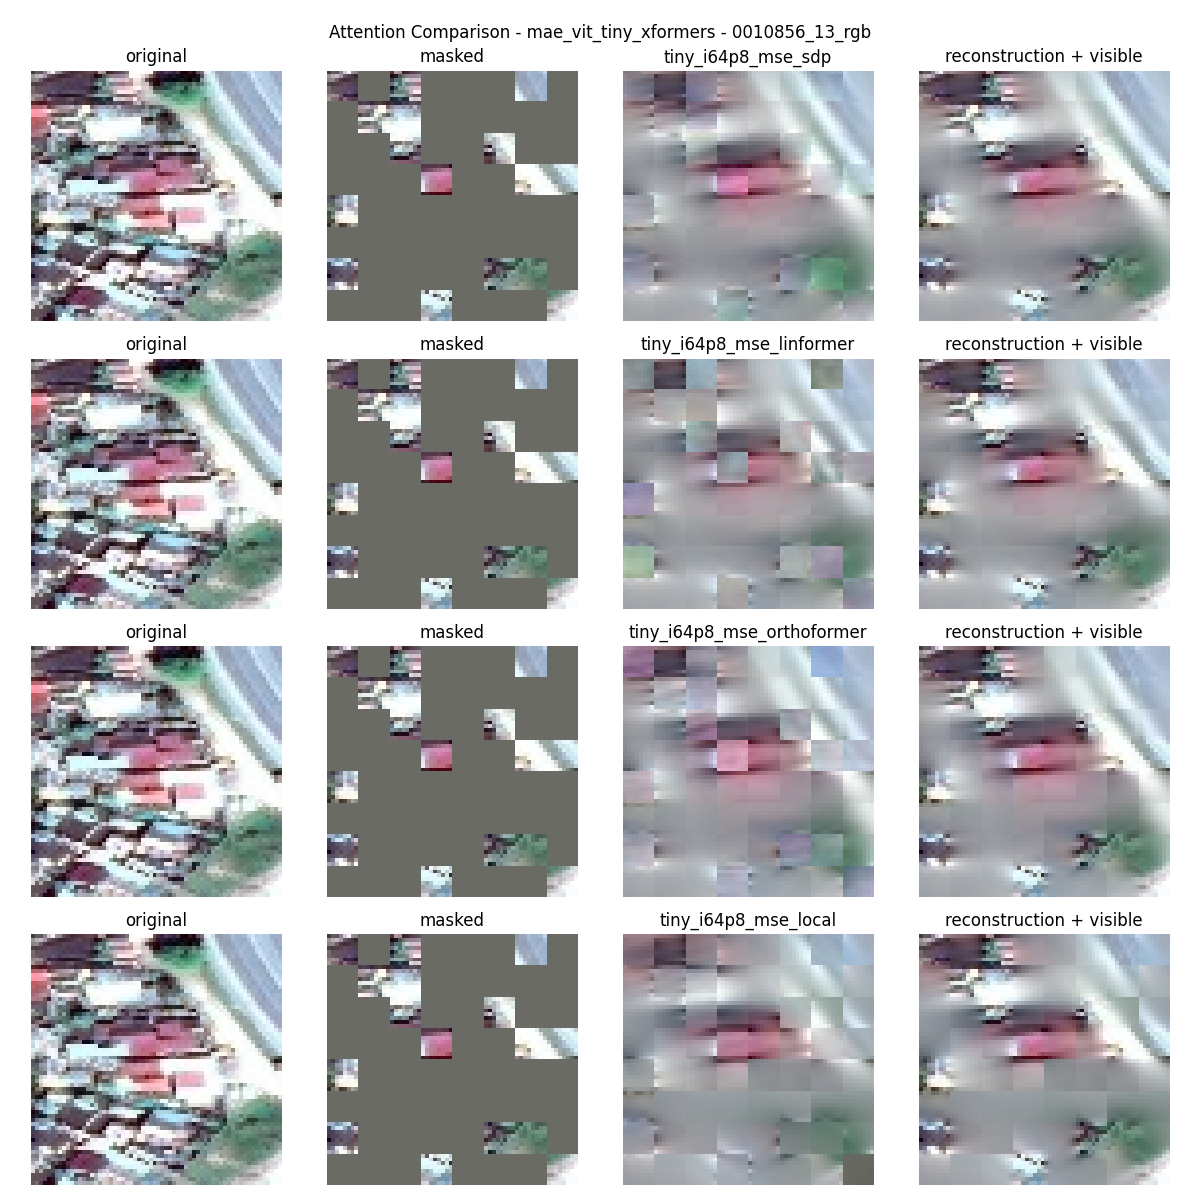 Attention Comparison - mae_vit_tiny_xformers - 0010856_13_rgb
original masked tiny_i64p8_mse_sdp reconstruction + visible
original masked tiny_i64p8_mse_linformer reconstruction + visible
original masked tiny_i64p8_mse_orthoformer reconstruction + visible
original masked tiny_i64p8_mse_local reconstruction + visible